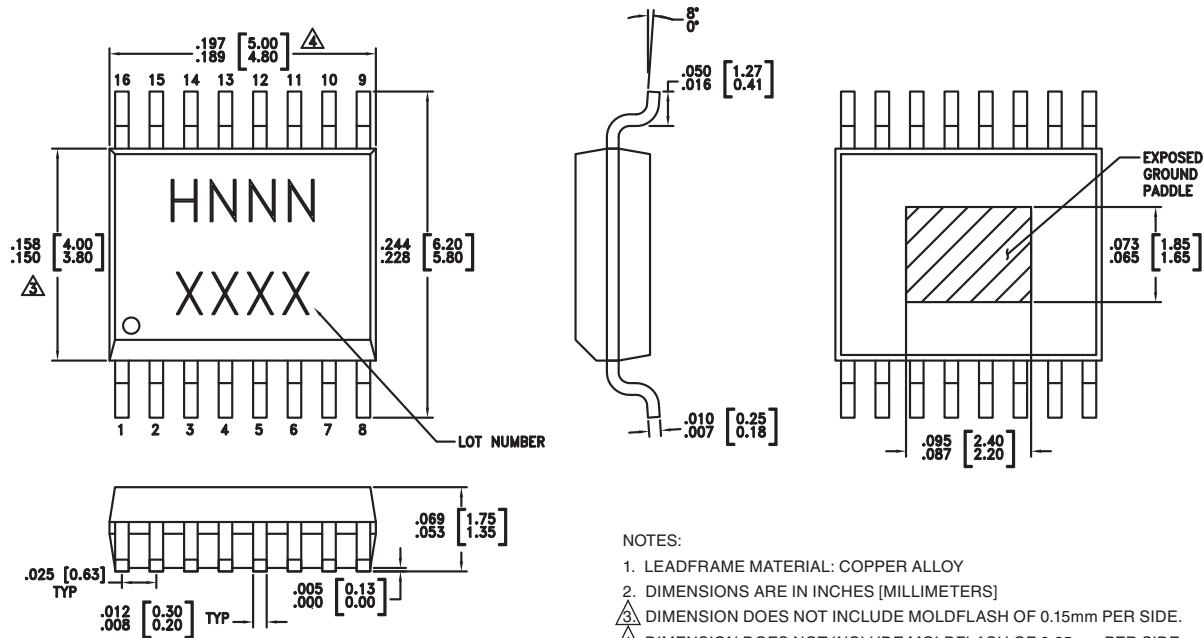 .197 [5.00]
.189 [4.80] 4
16 15 14 13 12 11 10 9
HNNN
XXXX
.158 [4.00]
.150 [3.80]
3
.244 [6.20]
.228 [5.80]
1 2 3 4 5 6 7 8
LOT NUMBER
8°
0°
.050 [1.27]
.016 [0.41]
.010 [0.25]
.007 [0.18]
EXPOSED
GROUND
PADDLE
.073 [1.85]
.065 [1.65]
.095 [2.40]
.087 [2.20]
.069 [1.75]
.053 [1.35]
.025 [0.63]
TYP
.012 [0.30]
.008 [0.20] TYP
.005 [0.13]
.000 [0.00]
NOTES:
1. LEADFRAME MATERIAL: COPPER ALLOY
2. DIMENSIONS ARE IN INCHES [MILLIMETERS]
3. DIMENSION DOES NOT INCLUDE MOLDFLASH OF 0.15mm PER SIDE.